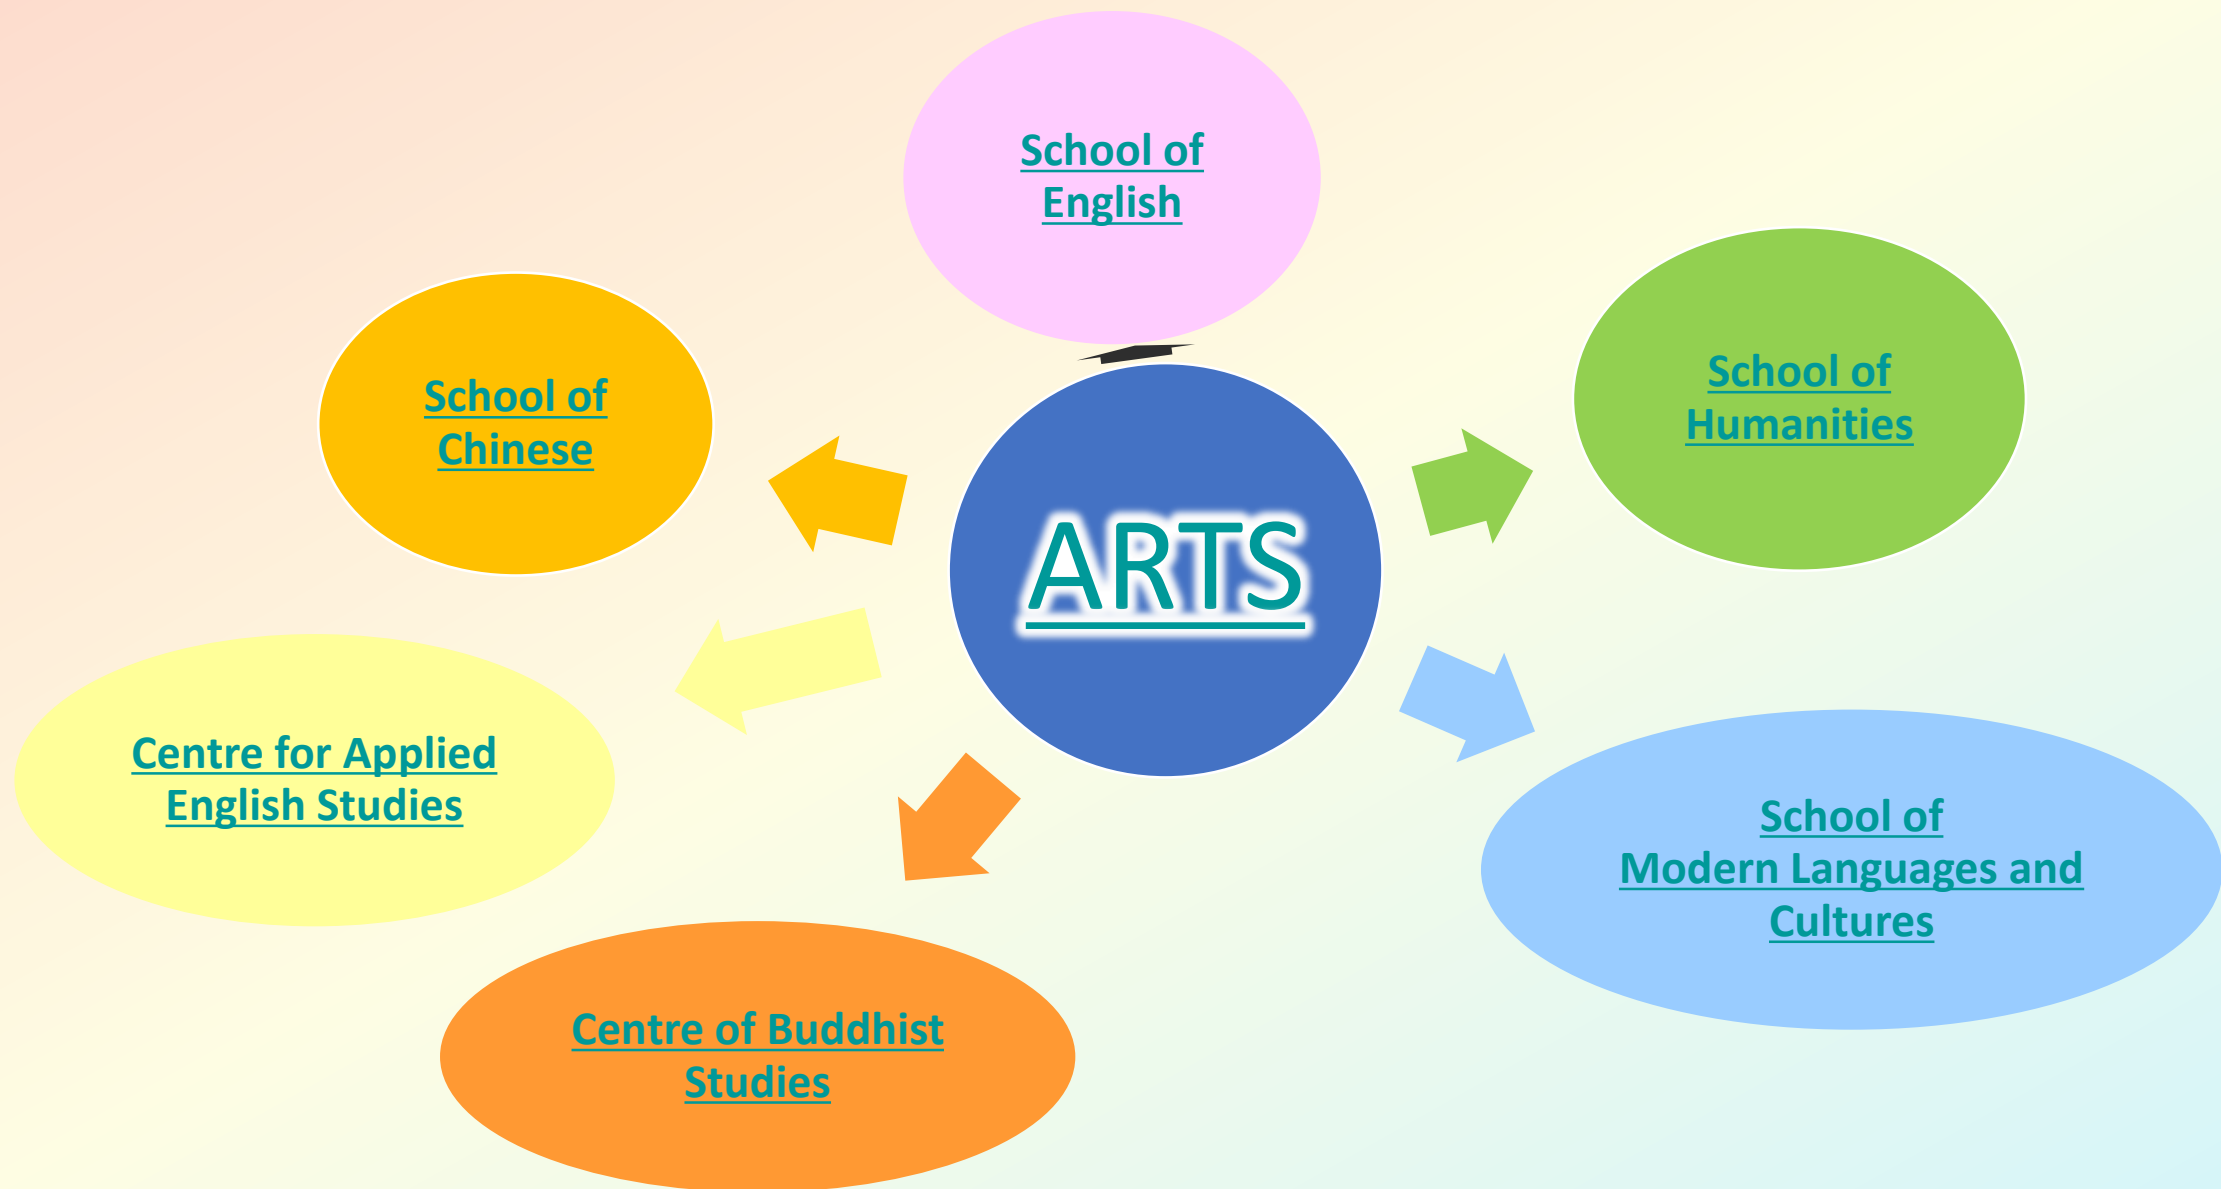 School of
English
School of
Chinese
School of
Humanities
ARTS
Centre for Applied
English Studies
School of
Modern Languages and
Cultures
Centre of Buddhist
Studies